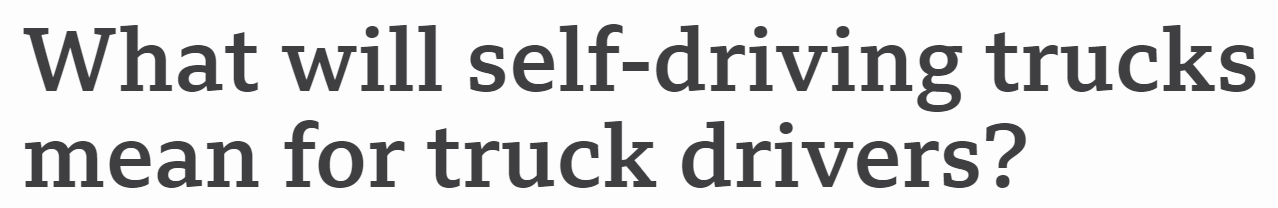 What will self-driving trucks
mean for truck drivers?